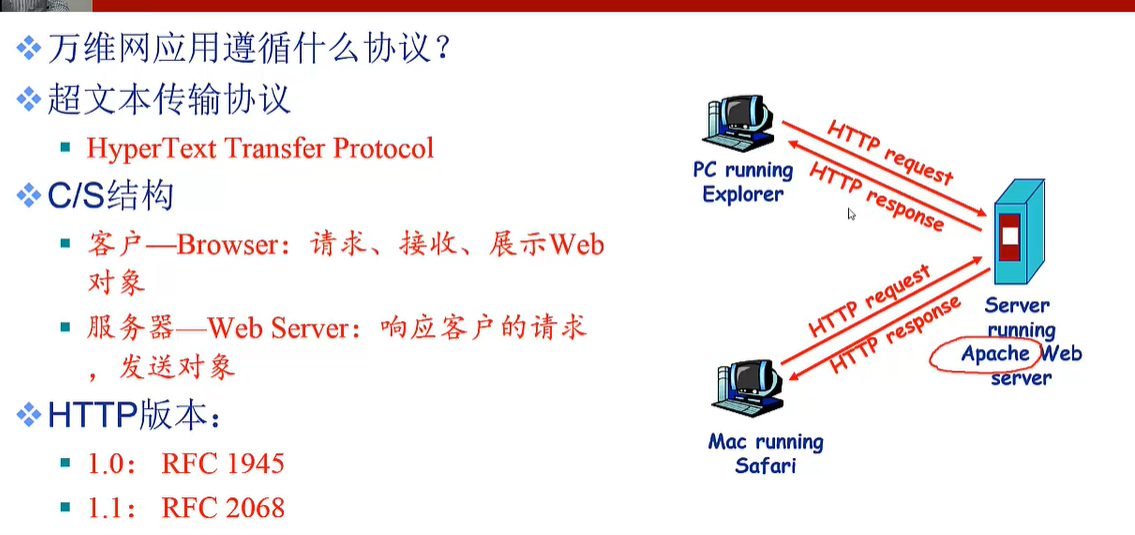 万维网应用遵循什么协议？
超文本传输协议
HyperText Transfer Protocol
C/S结构
客户—Browser：请求、接收、展示Web
对象
服务器—Web Server：响应客户的请求
，发送对象
HTTP版本：
1.0： RFC 1945
1.1： RFC 2068
HTTP request
HTTP response
PC running
Explorer
HTTP request
HTTP response
Server
running
Apache Web
server
Mac running
Safari